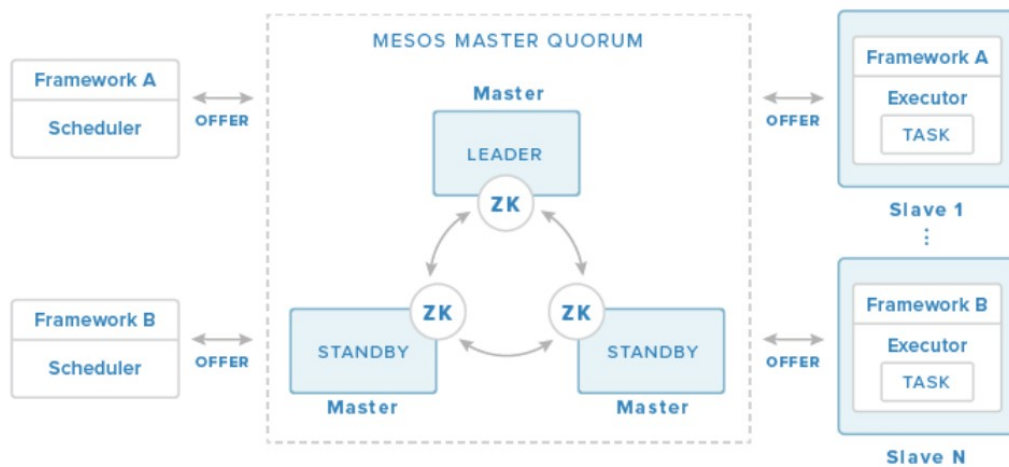 MESOS MASTER QUORUM
Framework A
Scheduler
OFFER
Framework B
Scheduler
OFFER
Master
LEADER
ZK
ZK
STANDBY
Master
ZK
STANDBY
Master
OFFER
Framework A
Executor
TASK
Slave 1
⋮
OFFER
Framework B
Executor
TASK
Slave N